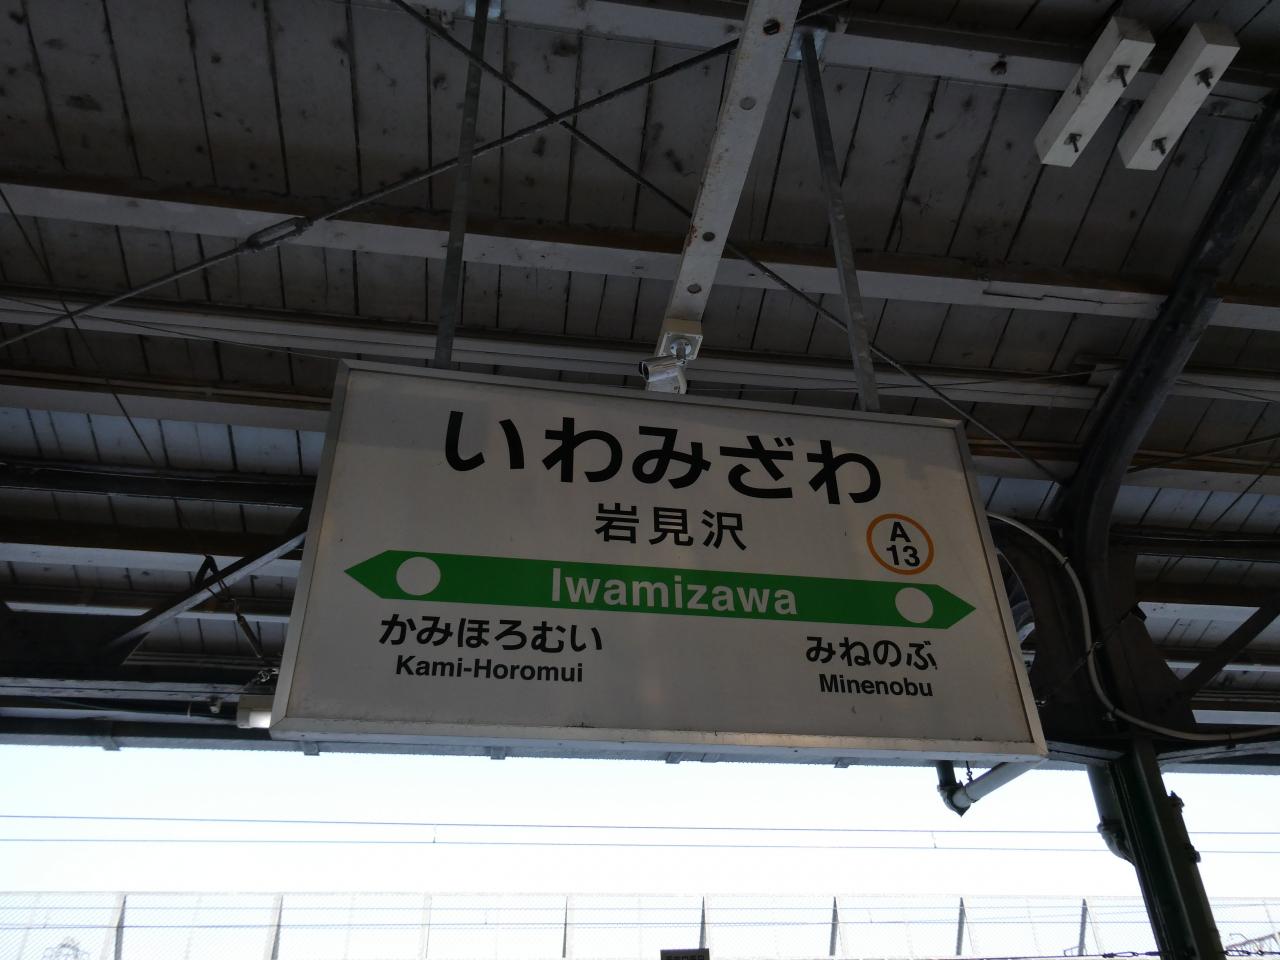 いわみざわ
岩見沢
A
13
Iwamizawa
かみほろむい
Kami-Horomui
みねのぶ
Minenobu